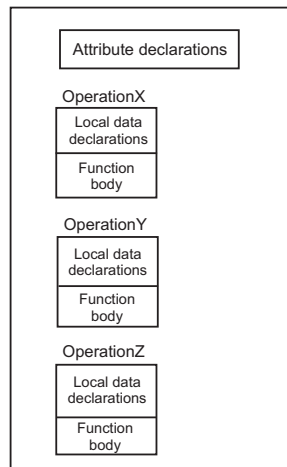 Attribute declarations
OperationX
Local data
declarations
Function
body
OperationY
Local data
declarations
Function
body
OperationZ
Local data
declarations
Function
body